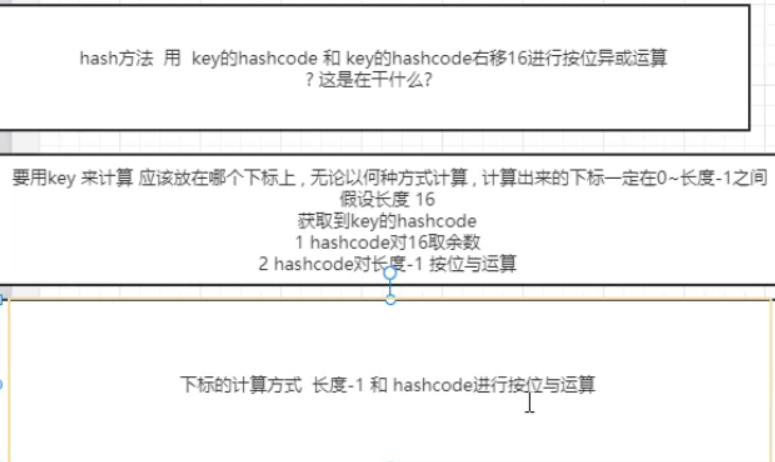 hash方法 用 key的hashcode 和 key的hashcode右移16进行按位异或运算
? 这是在干什么?
要用key 来计算 应该放在哪个下标上 , 无论以何种方式计算 , 计算出来的下标一定在0~长度-1之间
假设长度 16
获取到key的hashcode
1 hashcode对16取余数
2 hashcode对长度-1 按位与运算
下标的计算方式 长度-1 和 hashcode进行按位与运算